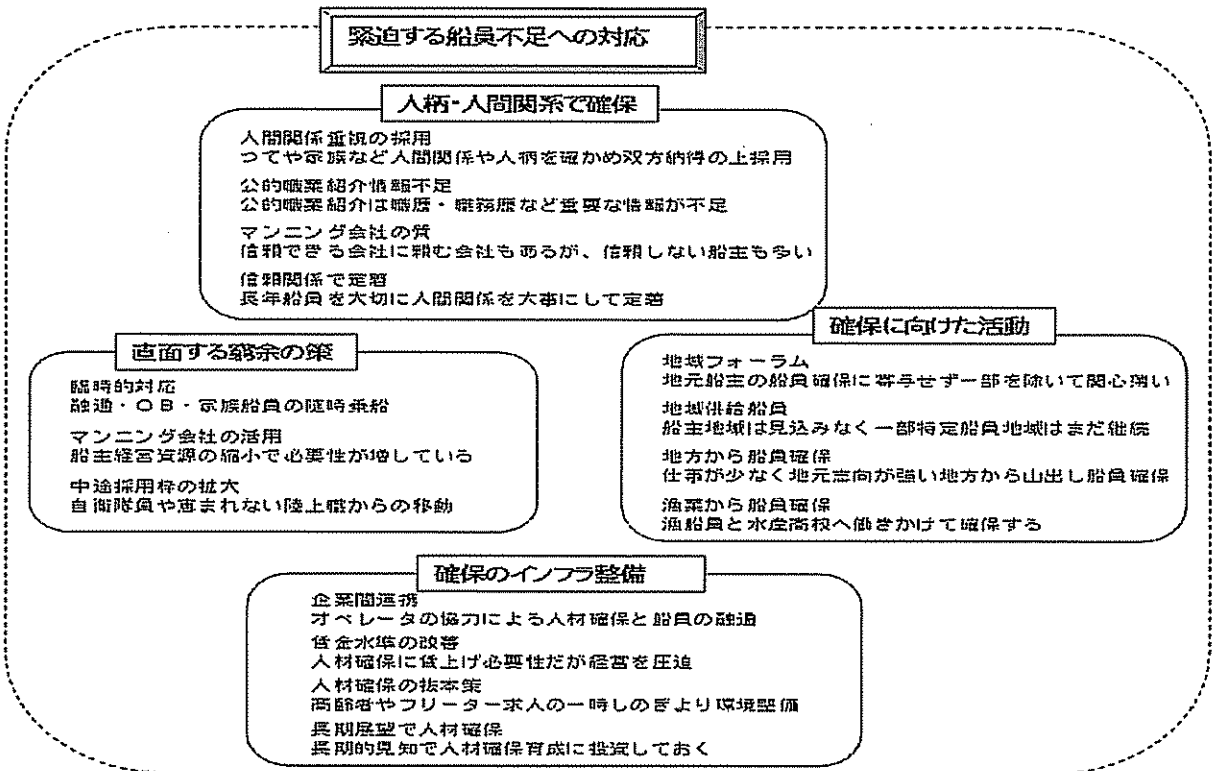 緊迫する船員不足への対応
人柄・人間関系で確保
人間関係重視の採用
つてや家族など人間関係や人柄を確かめ双方納得の上採用
公的職業紹介情報不足
公的職業紹介は職歴・職務歴など重要な情報が不足
マンニング会社の質
信頼できる会社に頼む会社もあるが、信頼しない船主も多い
信頼関係で定着
長年船員を大切に人間関係を大事にして定着
直面する窮余の策
臨時的対応
融通・OB・家族船員の臨時乗船
マンニング会社の活用
船主経営資源の縮小で必要性が増している
中途採用枠の拡大
自衛隊員や恵まれない陸上職からの移動
確保に向けた活動
地域フォーラム
地元船主の船員確保に寄与せず一部を除いて関心薄い
地域供給船員
船主地域は見込みなく一部特定船員地域はまだ継続
地方から船員確保
仕事が少なく地元志向が強い地方から山出し船員確保
漁業から船員確保
漁船員と水産高校へ働きかけて確保する
確保のインフラ整備
企業間連携
オペレータの協力による人材確保と船員の融通
賃金水準の改善
人材確保に賃上げ必要性だが経営を圧迫
人材確保の抜本策
高齢者やフリーター求人の一時しのぎより環境整備
長期展望で人材確保
長期的見知で人材確保育成に投資しておく